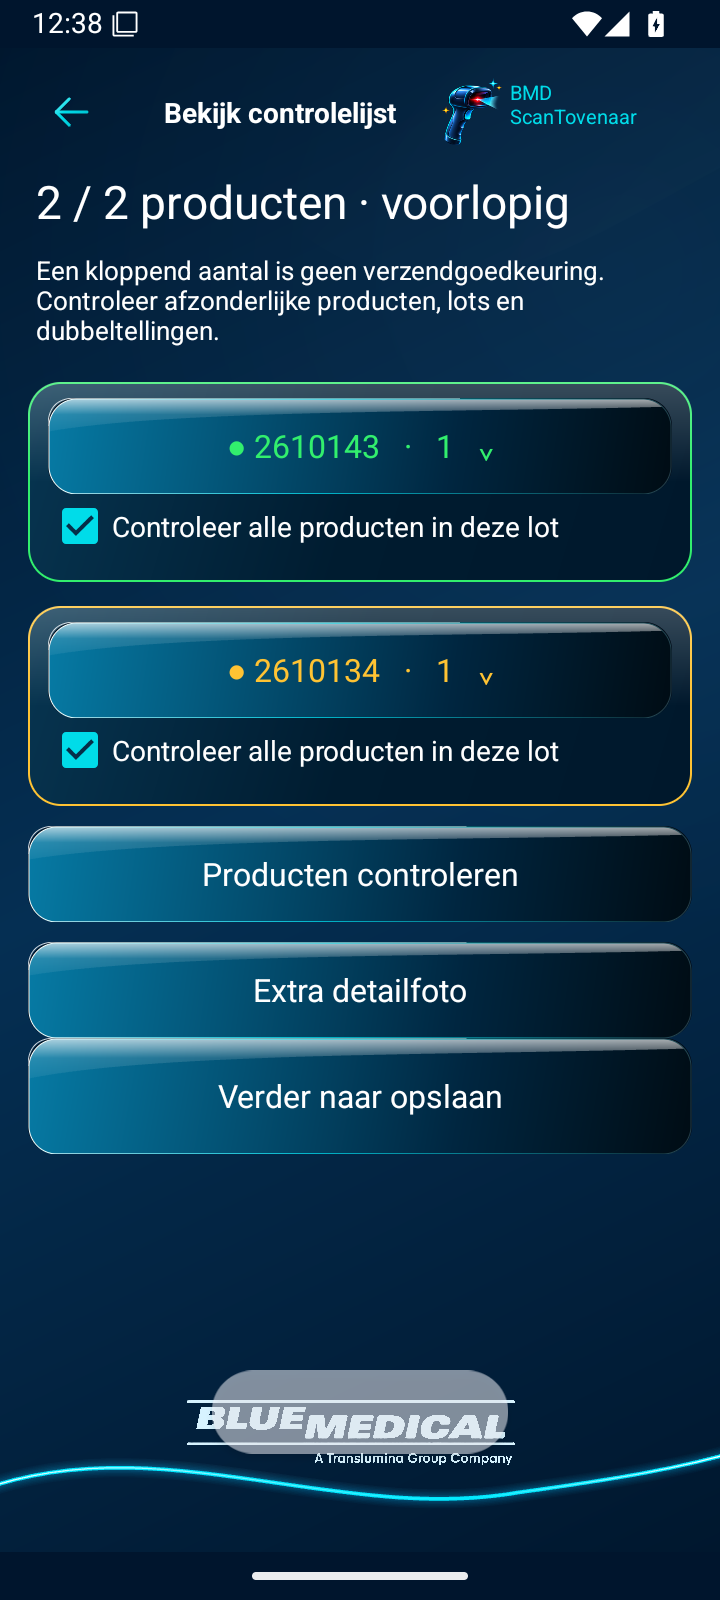 12:38
Bekijk controlelijst
BMD
ScanTovenaar
2 / 2 producten · voorlopig
Een kloppend aantal is geen verzendgoedkeuring.
Controleer afzonderlijke producten, lots en
dubbeltellingen.
● 2610143 · 1 ˅
Controleer alle producten in deze lot
● 2610134 · 1 ˅
Controleer alle producten in deze lot
Producten controleren
Extra detailfoto
Verder naar opslaan
BLUEMEDICAL
A Translumina Group Company